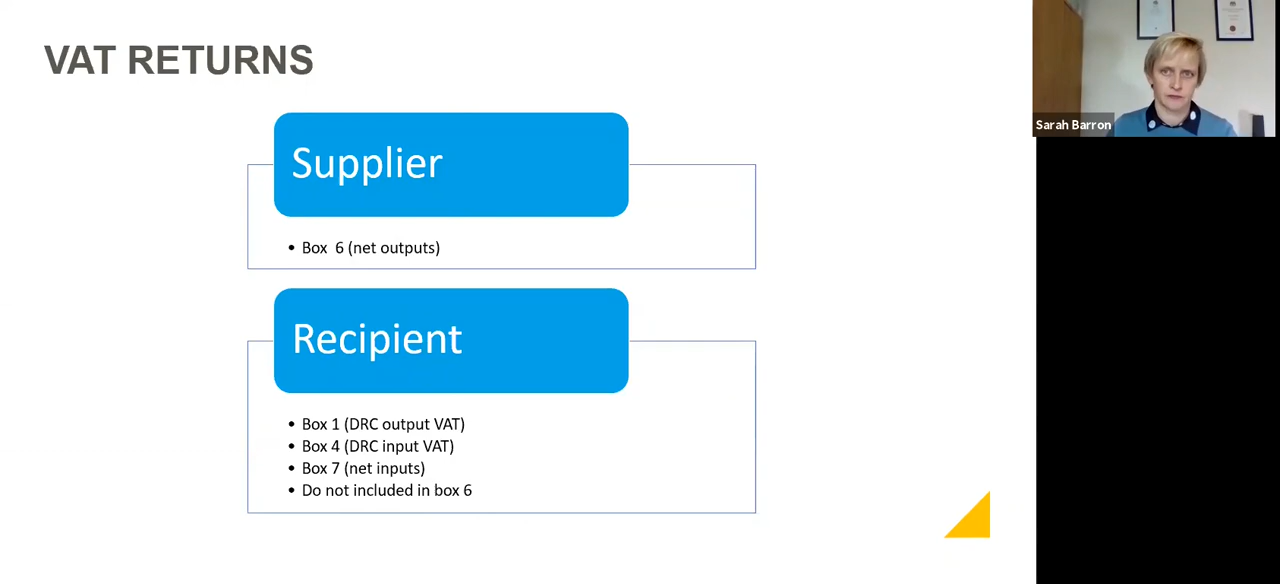 VAT RETURNS
Supplier
• Box  6 (net outputs)
Recipient
• Box 1 (DRC output VAT)
• Box 4 (DRC input VAT)
• Box 7 (net inputs)
• Do not included in box 6
Sarah Barron